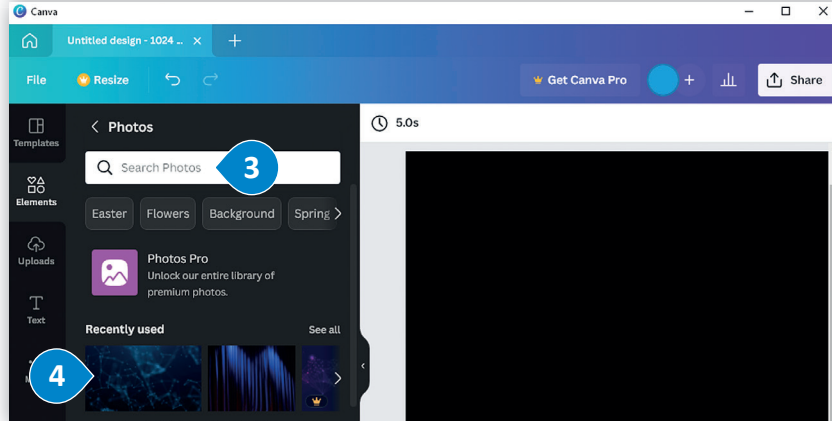 Canva
Untitled design - 1024 ...
File
Resize
Get Canva Pro
Share
Templates
Elements
Uploads
Text
Photos
Search Photos
3
Easter
Flowers
Background
Spring
Photos Pro
Unlock our entire library of
premium photos.
Recently used
See all
4
5.0s